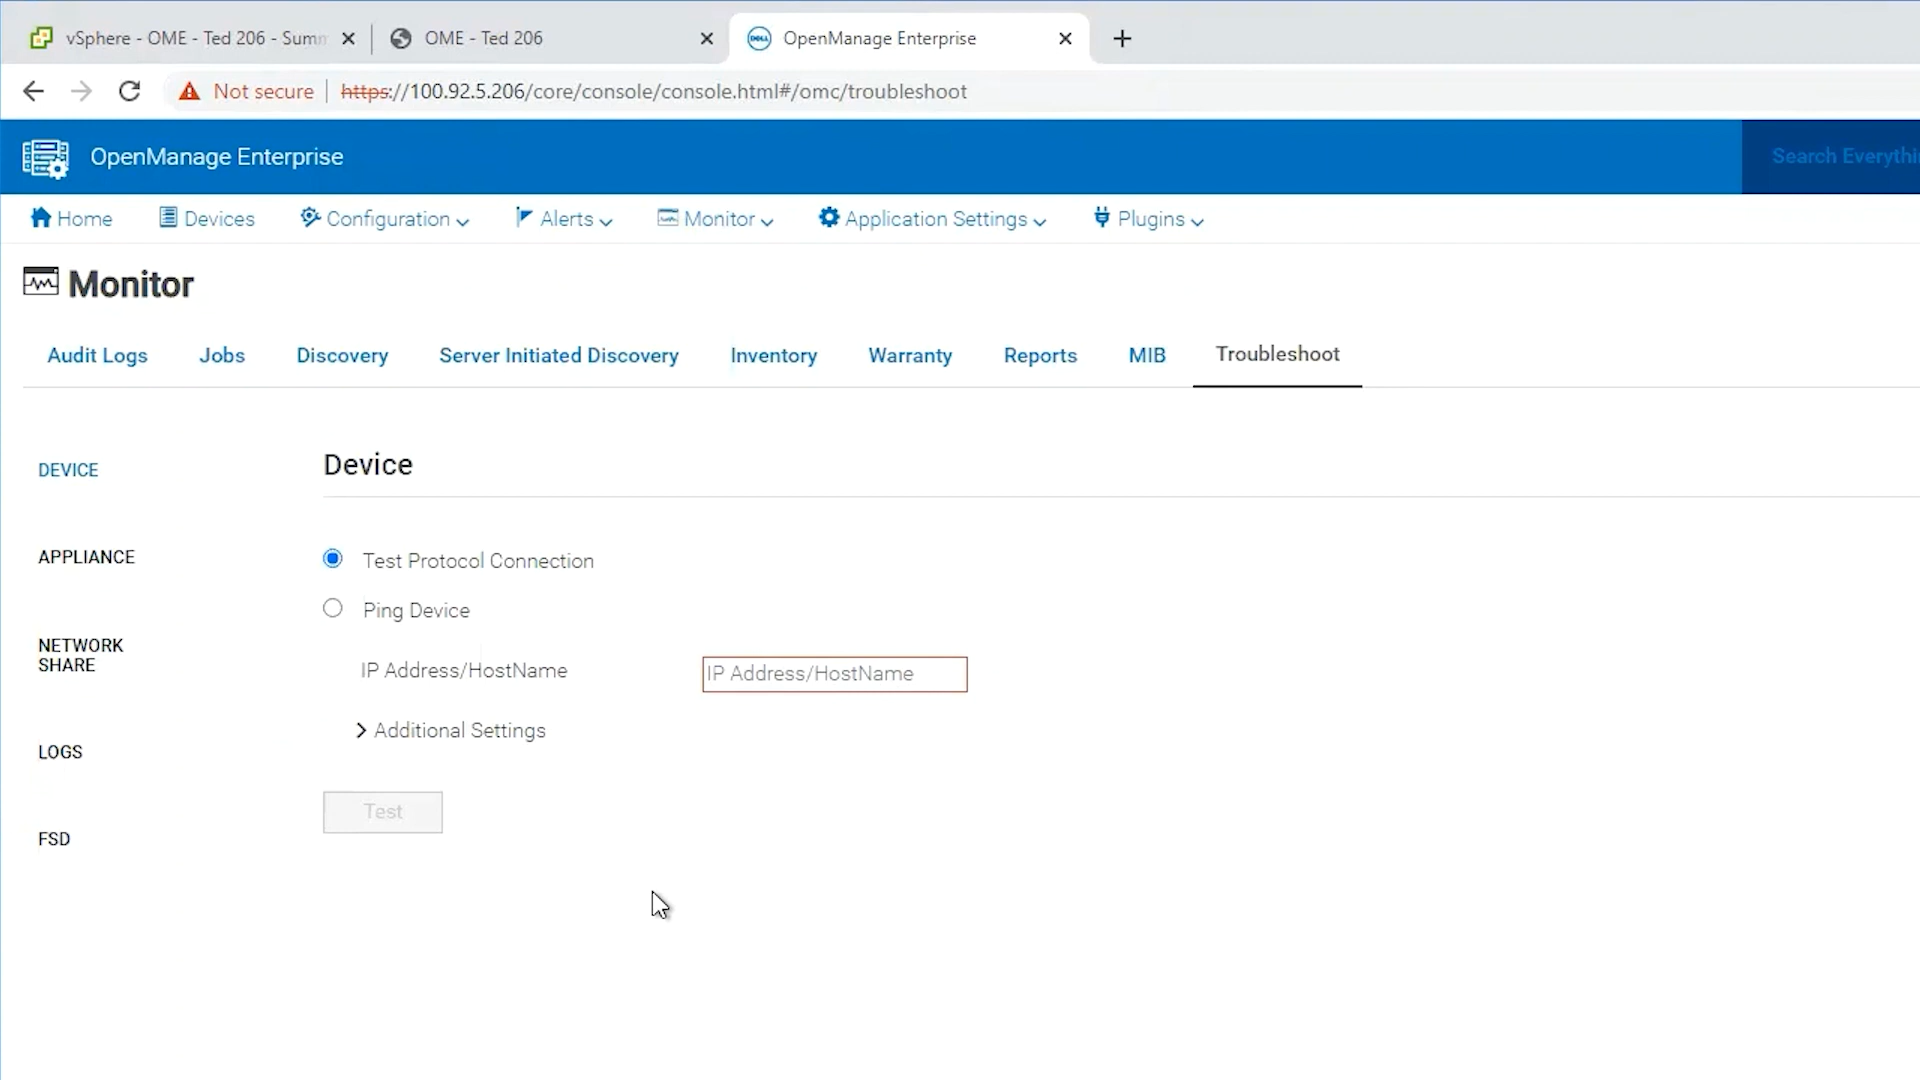 vSphere - OME - Ted 206 - Summ
OME - Ted 206
DELL
OpenManage Enterprise
Not secure
https://100.92.5.206/core/console/console.html#/omc/troubleshoot
OpenManage Enterprise
Search Everythi
Home
Devices
Configuration
Alerts
Monitor
Application Settings
Plugins
Monitor
Audit Logs
Jobs
Discovery
Server Initiated Discovery
Inventory
Warranty
Reports
MIB
Troubleshoot
DEVICE
APPLIANCE
NETWORK
SHARE
LOGS
FSD
Device
Test Protocol Connection
Ping Device
IP Address/HostName
IP Address/HostName
Additional Settings
Test